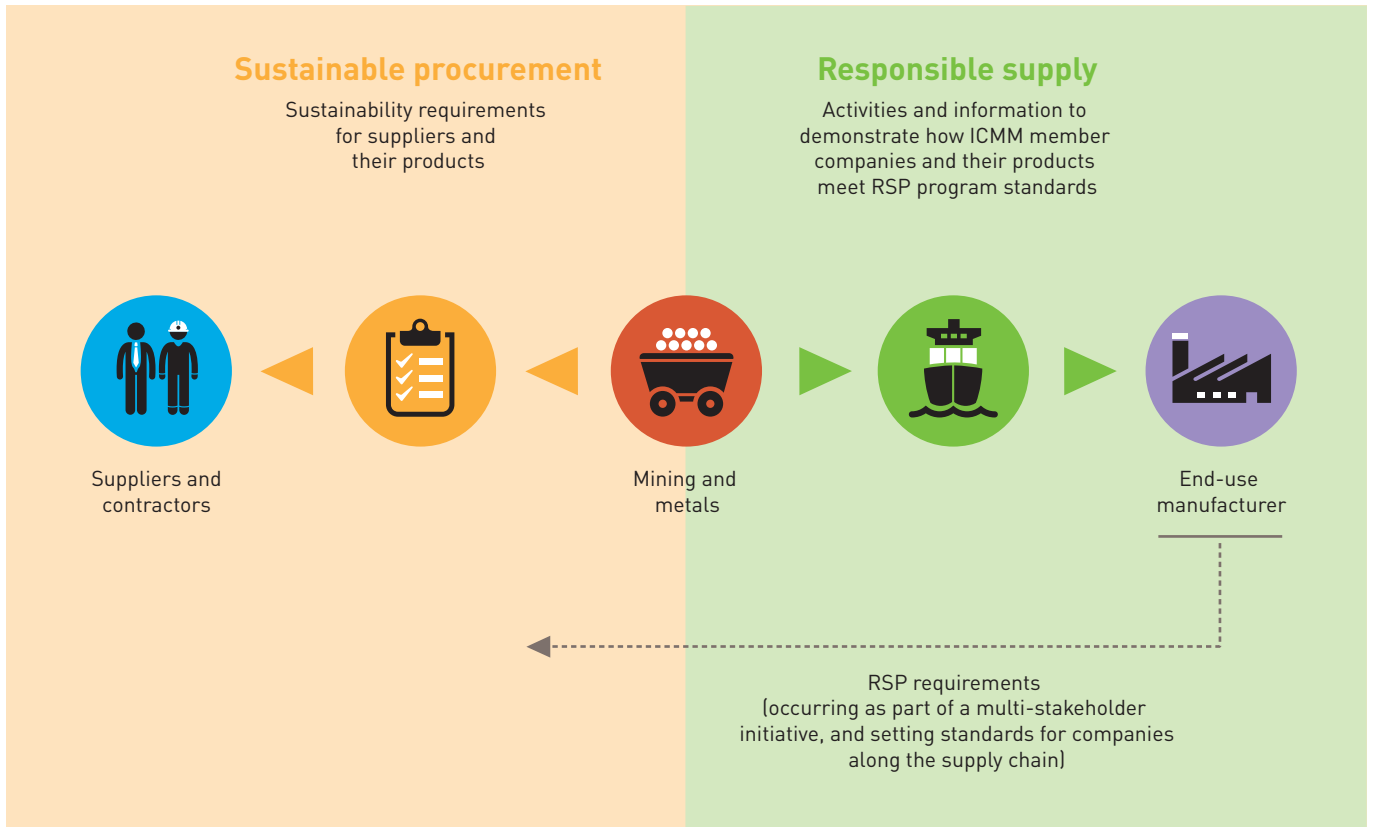 Sustainable procurement
Sustainability requirements
for suppliers and
their products
Responsible supply
Activities and information to
demonstrate how ICMM member
companies and their products
meet RSP program standards
Suppliers and
contractors
Mining and
metals
End-use
manufacturer
RSP requirements
(occurring as part of a multi-stakeholder
initiative, and setting standards for companies
along the supply chain)